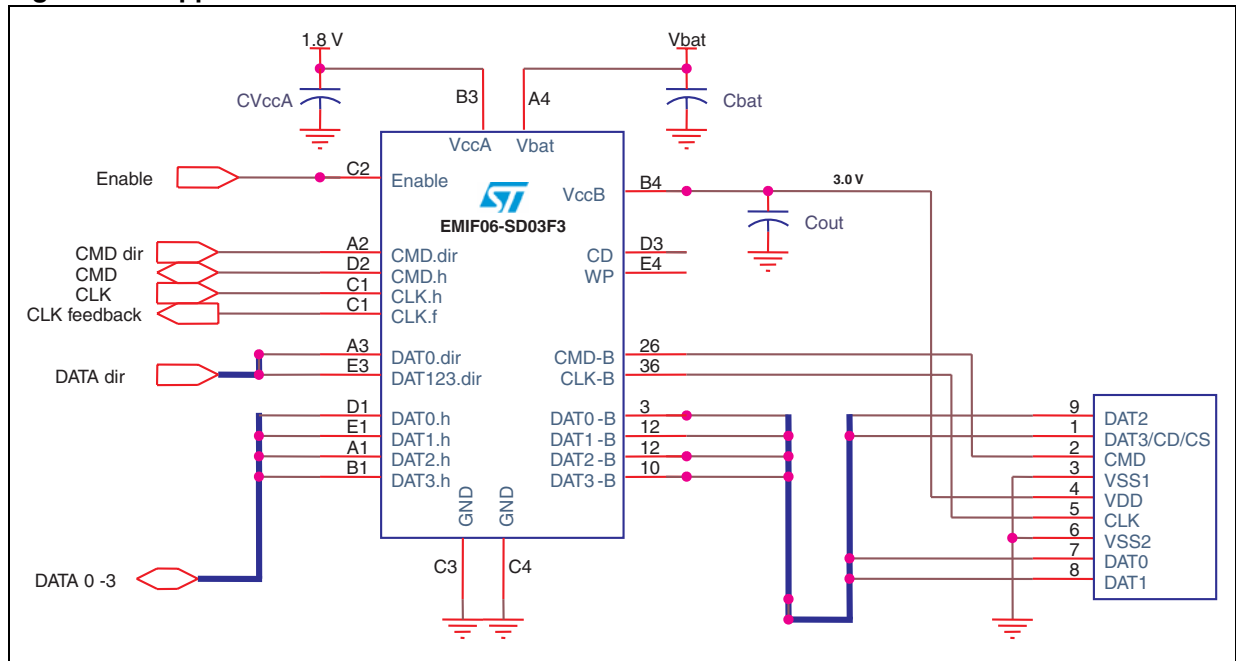 1.8 V
Vbat
CVccA
B3
A4
Cbat
VccA
Vbat
Enable
C2
Enable
VccB
B4
3.0 V
ST
EMIF06-SD03F3
Cout
CMD dir
A2
CMD.dir
CD
D3
CMD
D2
CMD.h
WP
E4
CLK
C1
CLK.h
CLK feedback
C1
CLK.f
A3
DAT0.dir
CMD-B
26
DATA dir
E3
DAT123.dir
CLK-B
36
D1
DAT0.h
DAT0-B
3
9
DAT2
E1
DAT1.h
DAT1-B
12
1
DAT3/CD/CS
A1
DAT2.h
DAT2-B
12
2
CMD
B1
DAT3.h
DAT3-B
10
3
VSS1
4
VDD
GND
GND
5
CLK
6
VSS2
C3
C4
7
DAT0
DATA 0 -3
8
DAT1